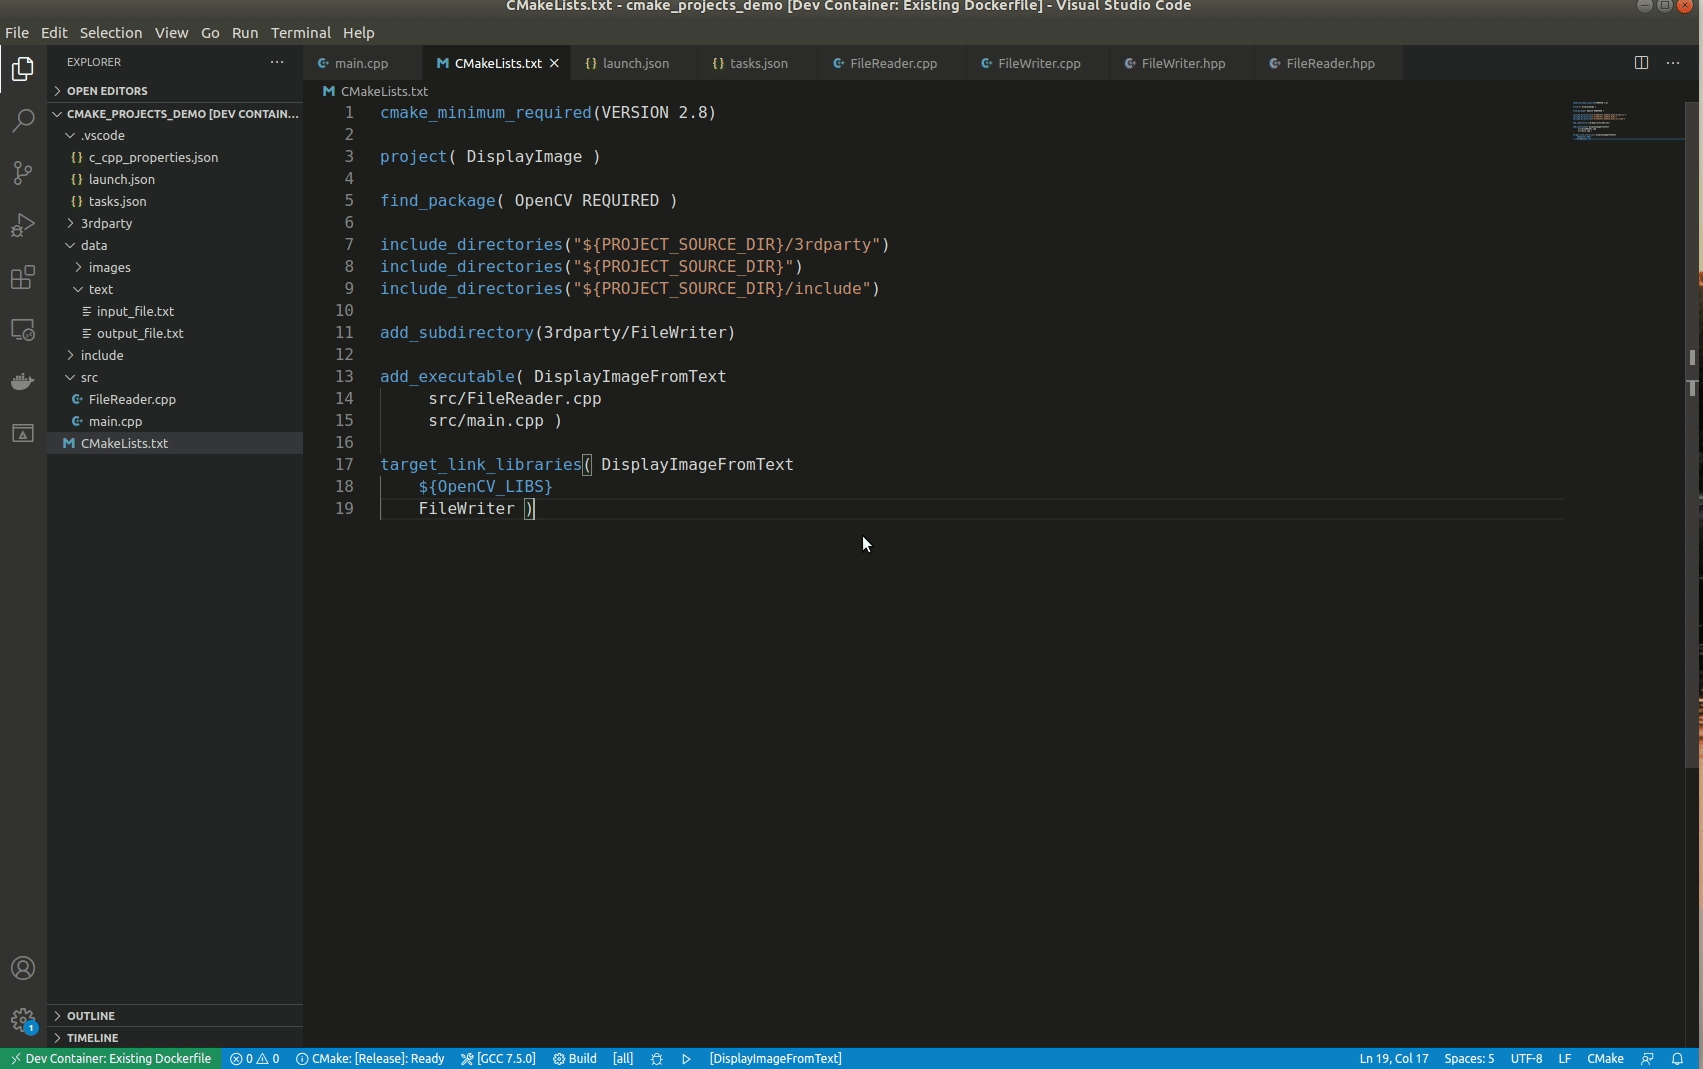 CMakeLists.txt - cmake_projects_demo [Dev Container: Existing Dockerfile] - Visual Studio Code
File Edit Selection View Go Run Terminal Help
EXPLORER
OPEN EDITORS
CMAKE_PROJECTS_DEMO [DEV CONTAIN...
.vscode
c_cpp_properties.json
launch.json
tasks.json
3rdparty
data
images
text
input_file.txt
output_file.txt
include
src
FileReader.cpp
main.cpp
CMakeLists.txt
OUTLINE
TIMELINE
main.cpp CMakeLists.txt launch.json tasks.json FileReader.cpp FileWriter.cpp FileWriter.hpp FileReader.hpp
CMakeLists.txt
1 cmake_minimum_required(VERSION 2.8)
2
3 project( DisplayImage )
4
5 find_package( OpenCV REQUIRED )
6
7 include_directories("${PROJECT_SOURCE_DIR}/3rdparty")
8 include_directories("${PROJECT_SOURCE_DIR}")
9 include_directories("${PROJECT_SOURCE_DIR}/include")
10
11 add_subdirectory(3rdparty/FileWriter)
12
13 add_executable( DisplayImageFromText
14 src/FileReader.cpp
15 src/main.cpp )
16
17 target_link_libraries( DisplayImageFromText
18 ${OpenCV_LIBS}
19 FileWriter )
1
Dev Container: Existing Dockerfile 0 0 CMake: [Release]: Ready [GCC 7.5.0] Build [all] [DisplayImageFromText] Ln 19, Col 17 Spaces: 5 UTF-8 LF CMake